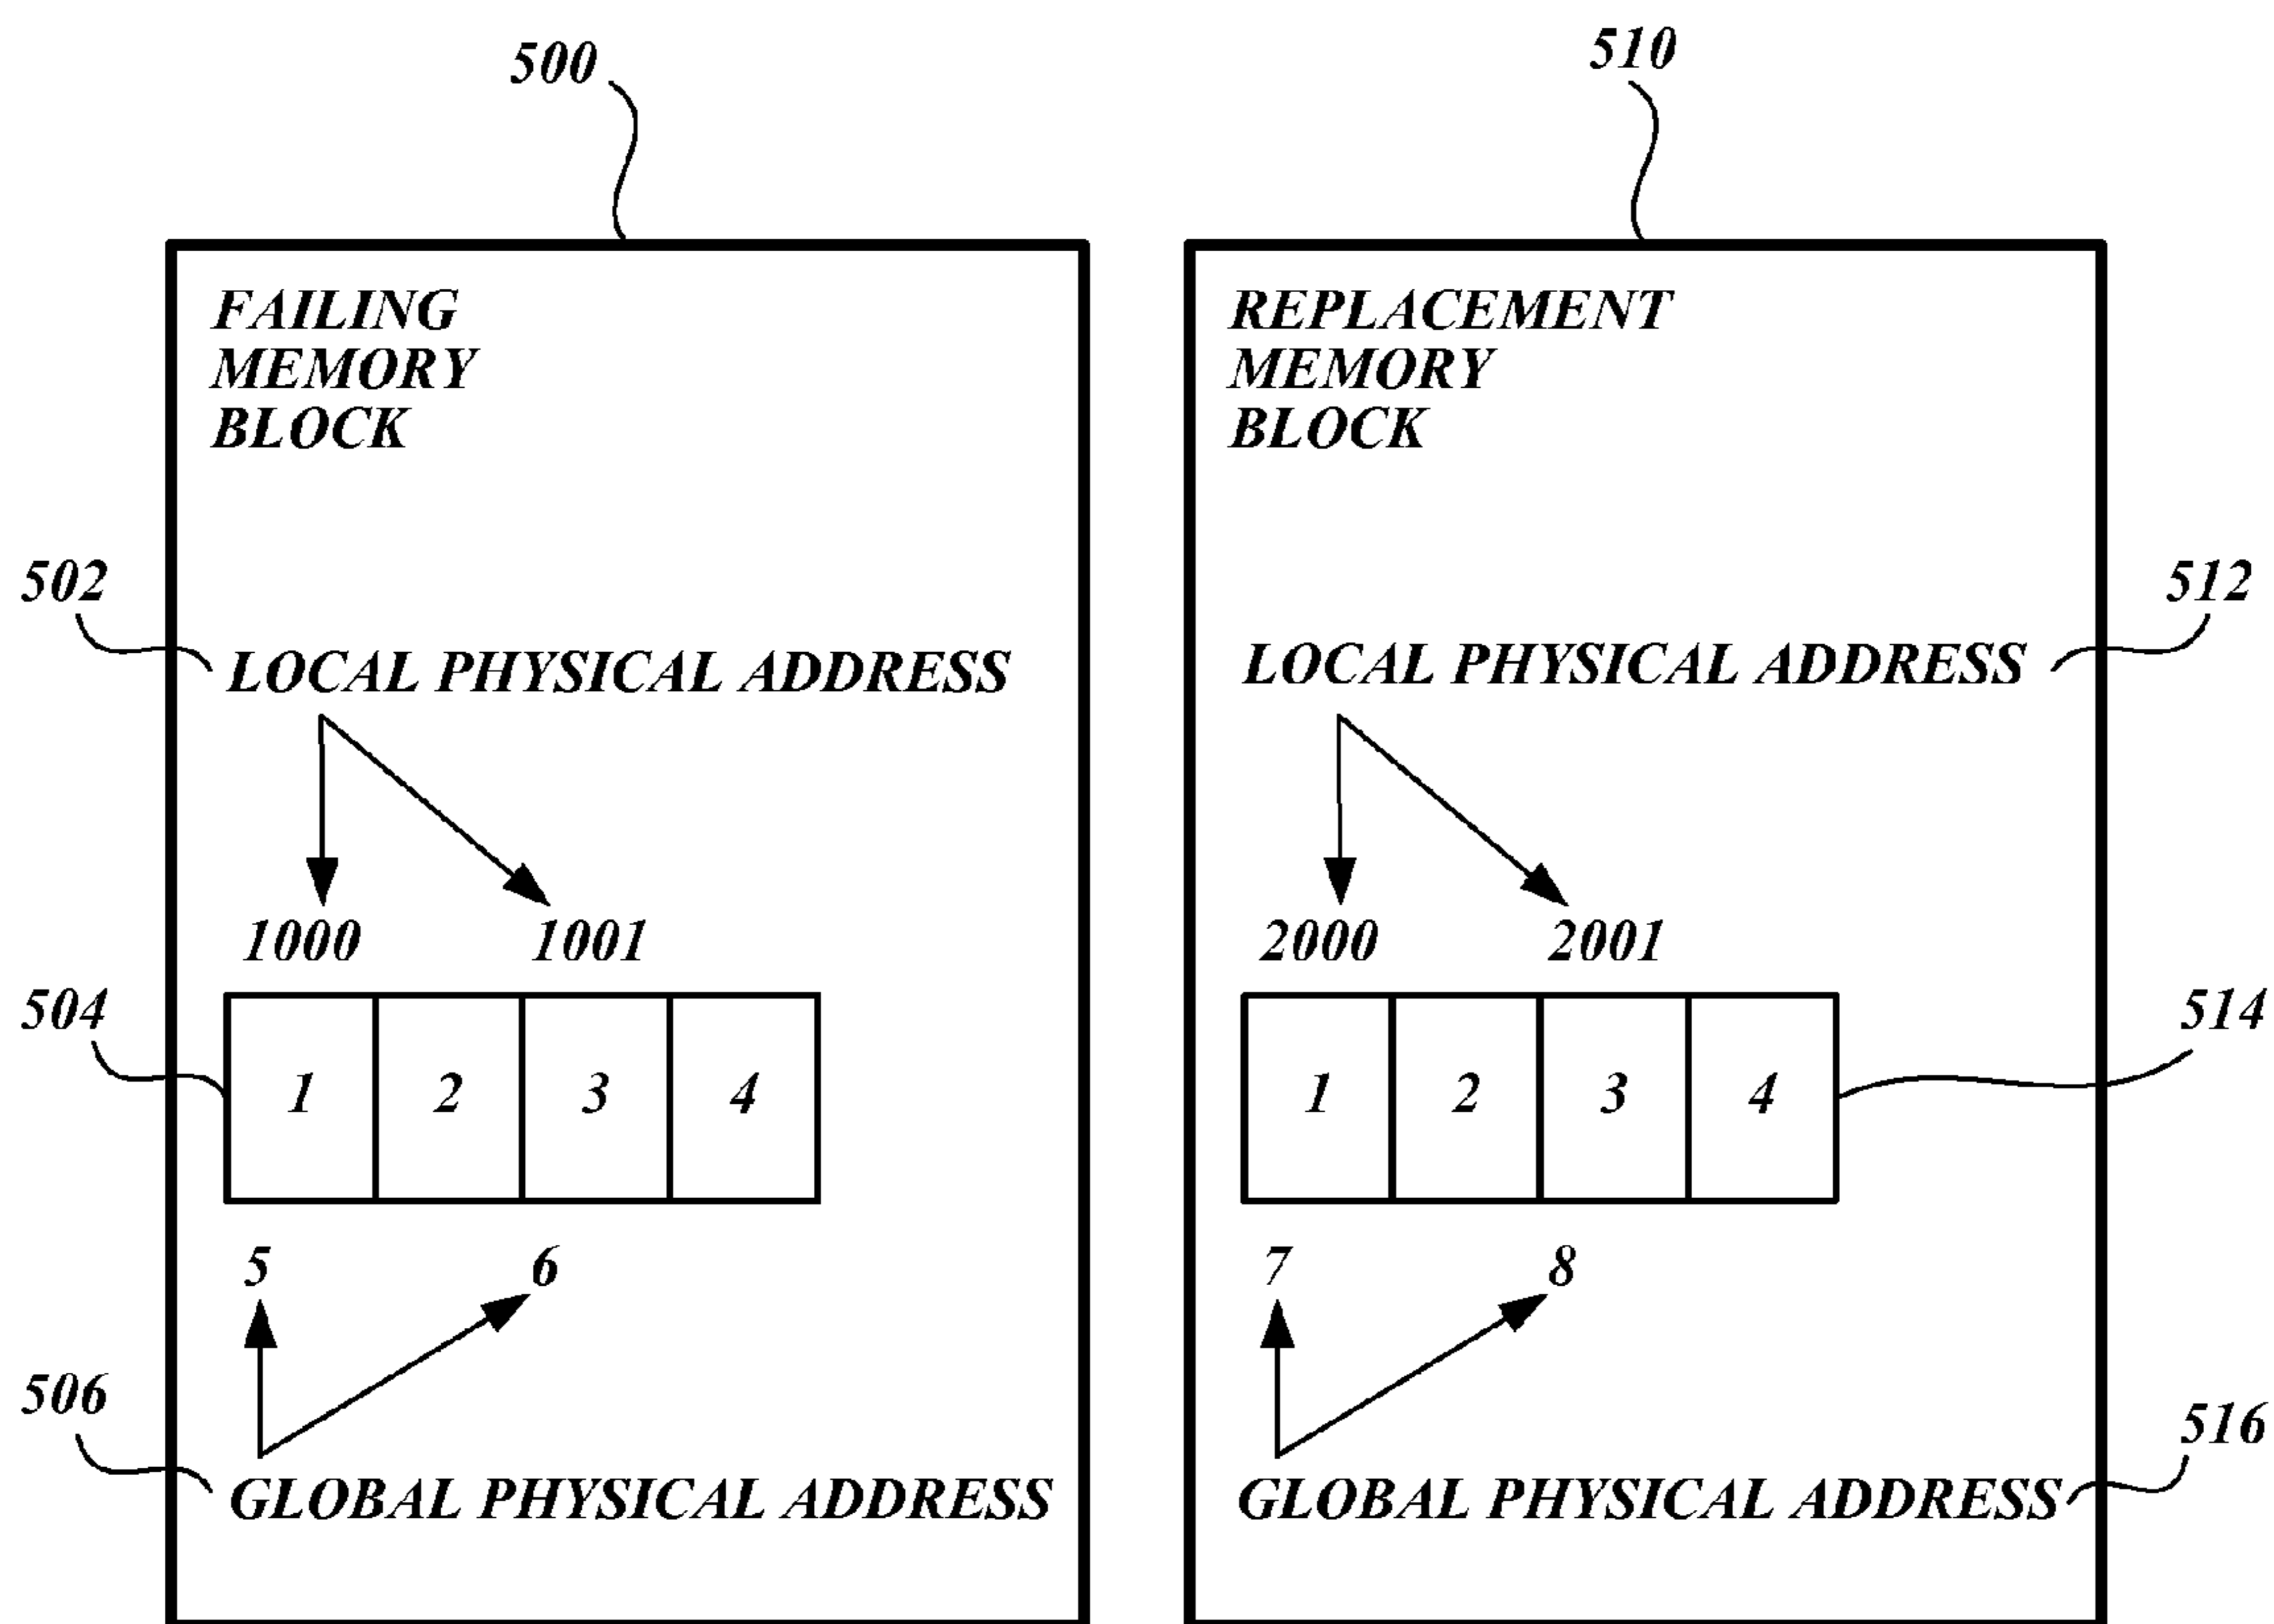 500
510
FAILING
MEMORY
BLOCK
REPLACEMENT
MEMORY
BLOCK
502
LOCAL PHYSICAL ADDRESS
LOCAL PHYSICAL ADDRESS
512
1000 1001
2000 2001
504
1 2 3 4
1 2 3 4
514
5 6
7 8
506
GLOBAL PHYSICAL ADDRESS
GLOBAL PHYSICAL ADDRESS
516